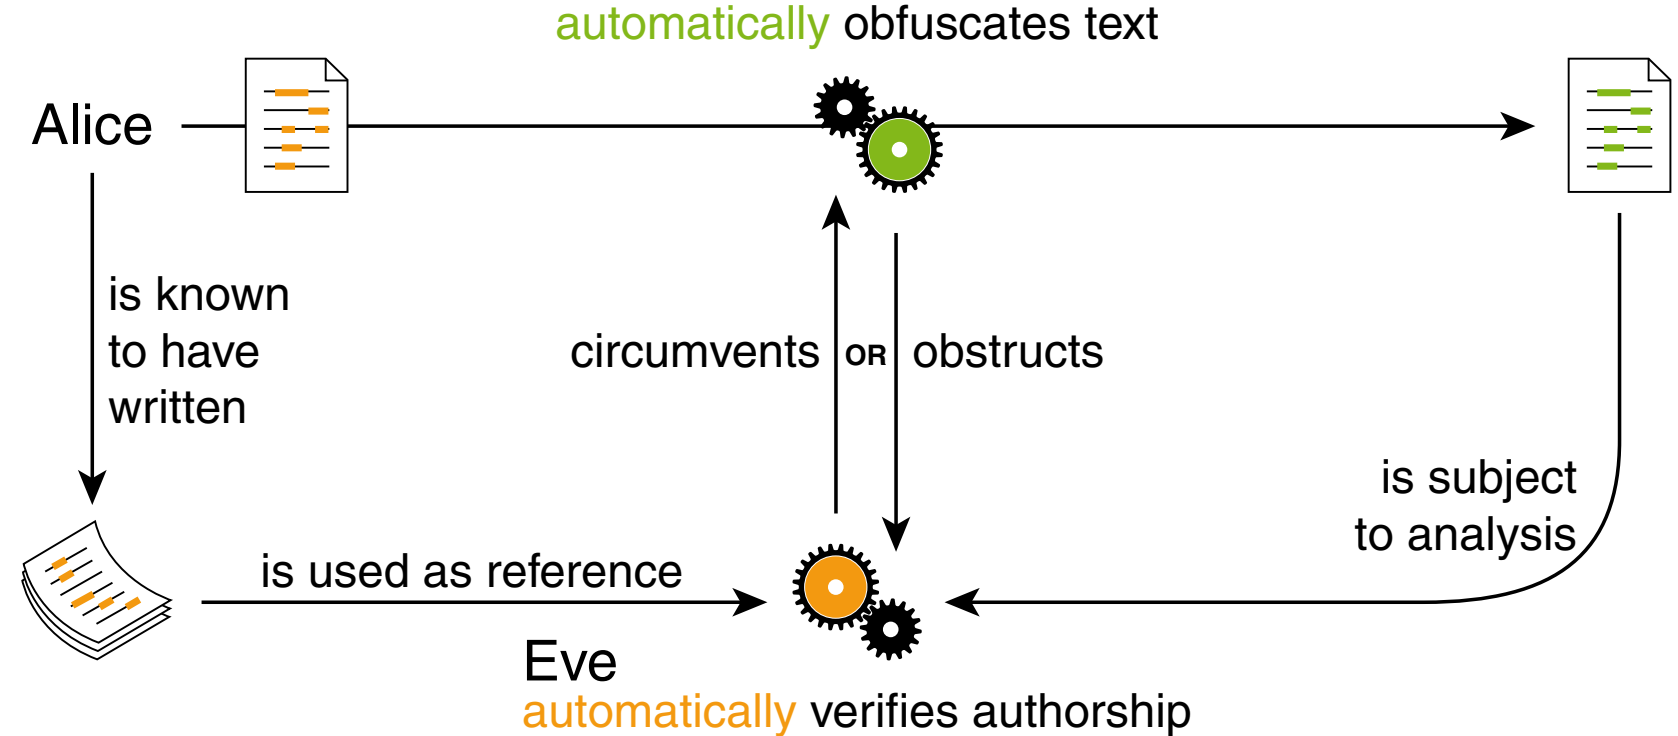 automatically obfuscates text
Alice
is known
to have
written
circumvents OR obstructs
is subject
to analysis
is used as reference
Eve
automatically verifies authorship